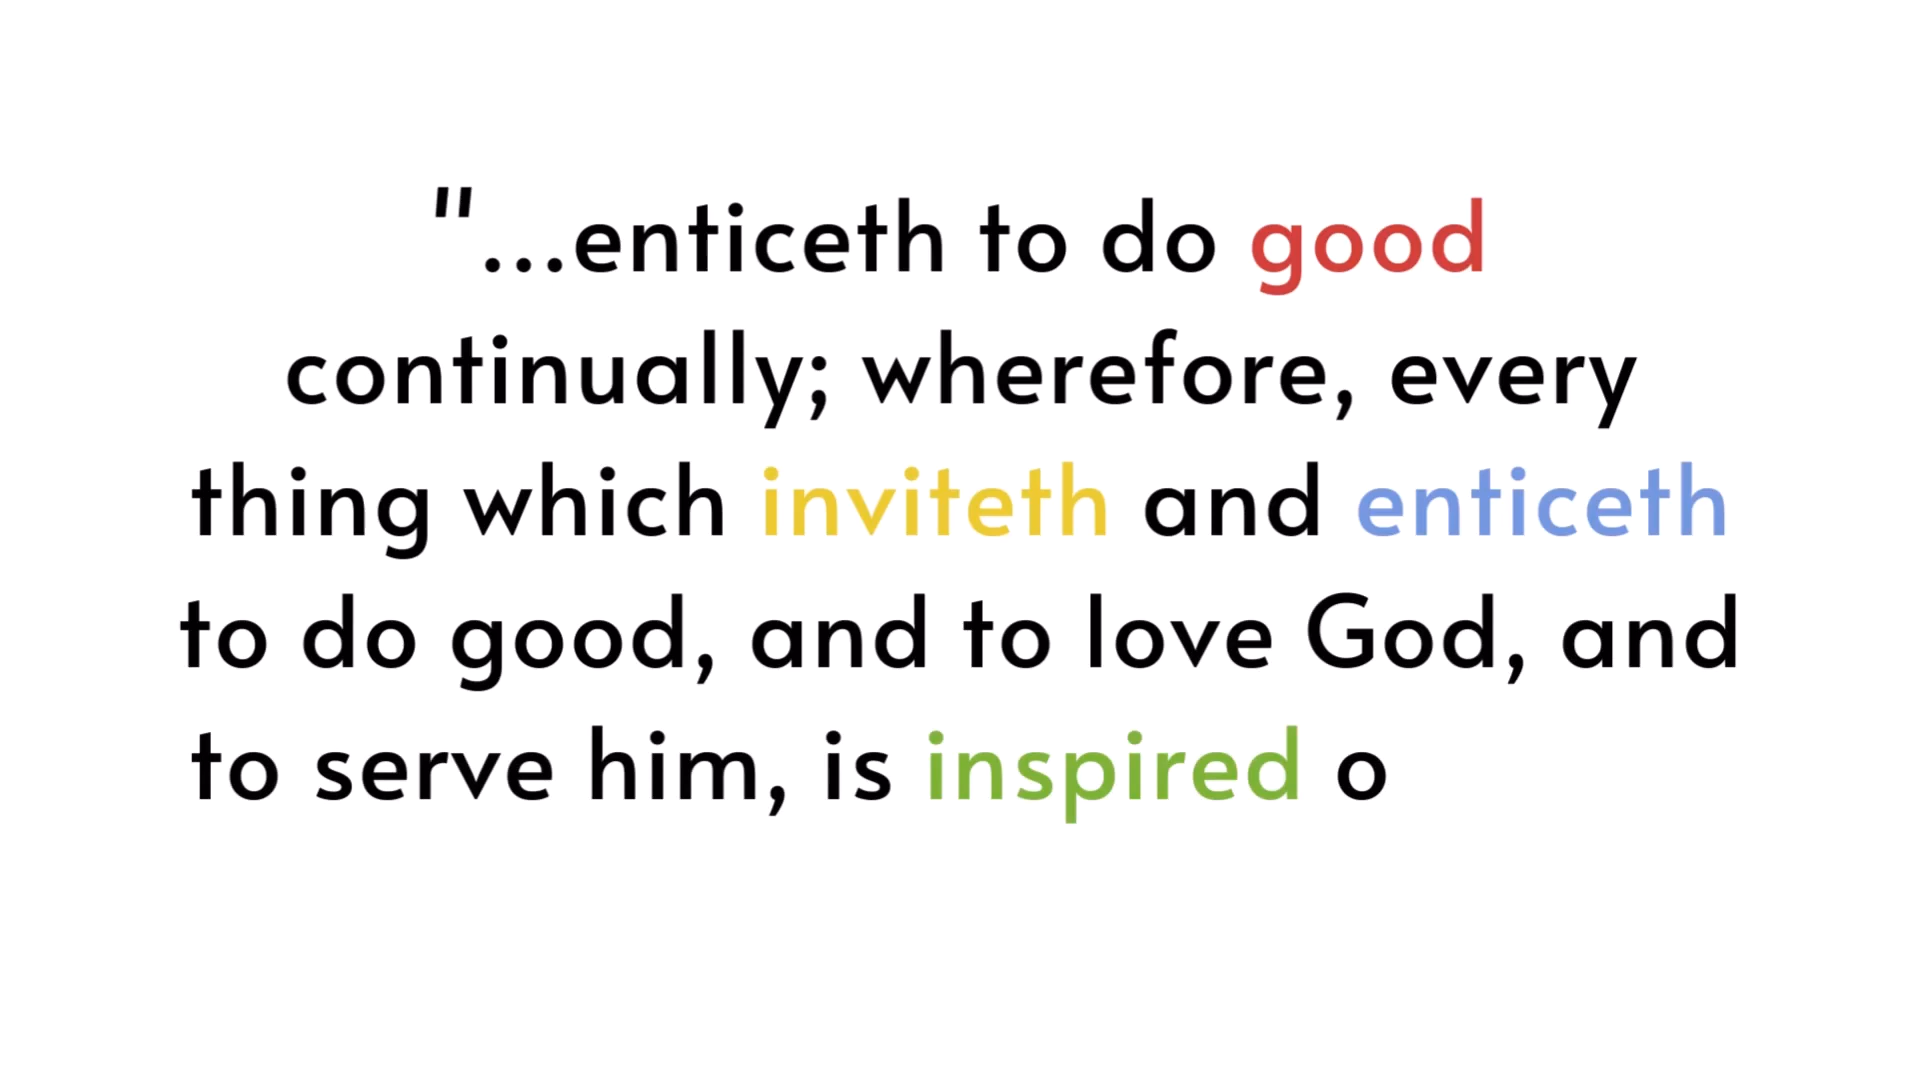 "...enticeth to do good
continually; wherefore, every
thing which inviteth and enticeth
to do good, and to love God, and
to serve him, is inspired o